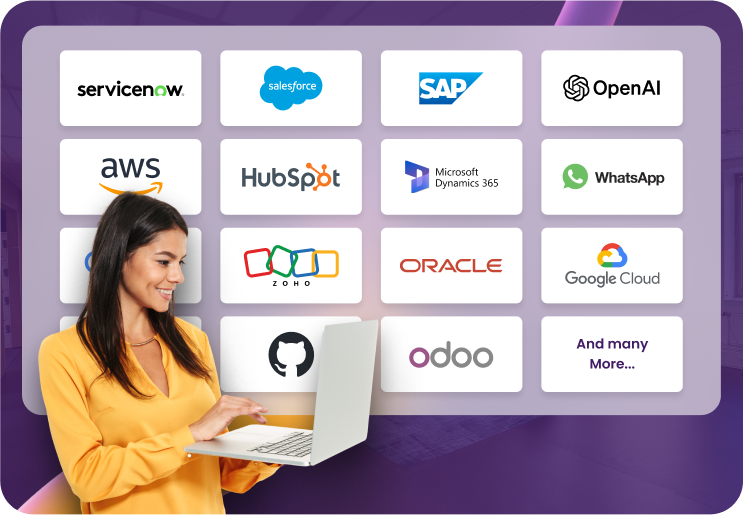 servicenow
salesforce
SAP
OpenAI
aws
HubSpot
Microsoft
Dynamics 365
WhatsApp
ZOHO
ORACLE
Google Cloud
odoo
And many
More...